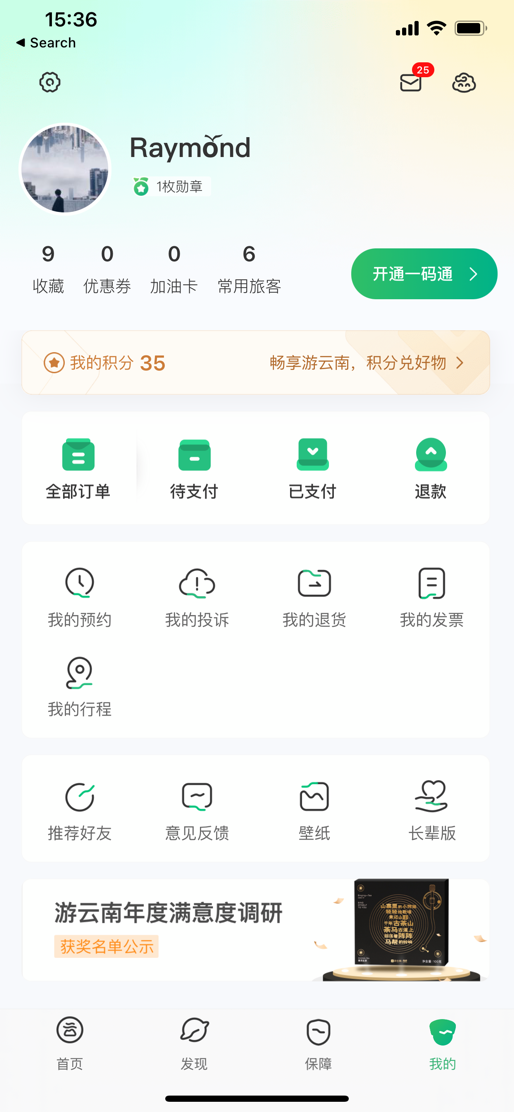 15:36
◀ Search
25
Raymond
1枚勋章
9 0 0 6
收藏 优惠券 加油卡 常用旅客
开通一码通
我的积分 35 畅享游云南，积分兑好物
全部订单 待支付 已支付 退款
我的预约 我的投诉 我的退货 我的发票
我的行程
推荐好友 意见反馈 壁纸 长辈版
游云南年度满意度调研
获奖名单公示
首页 发现 保障 我的